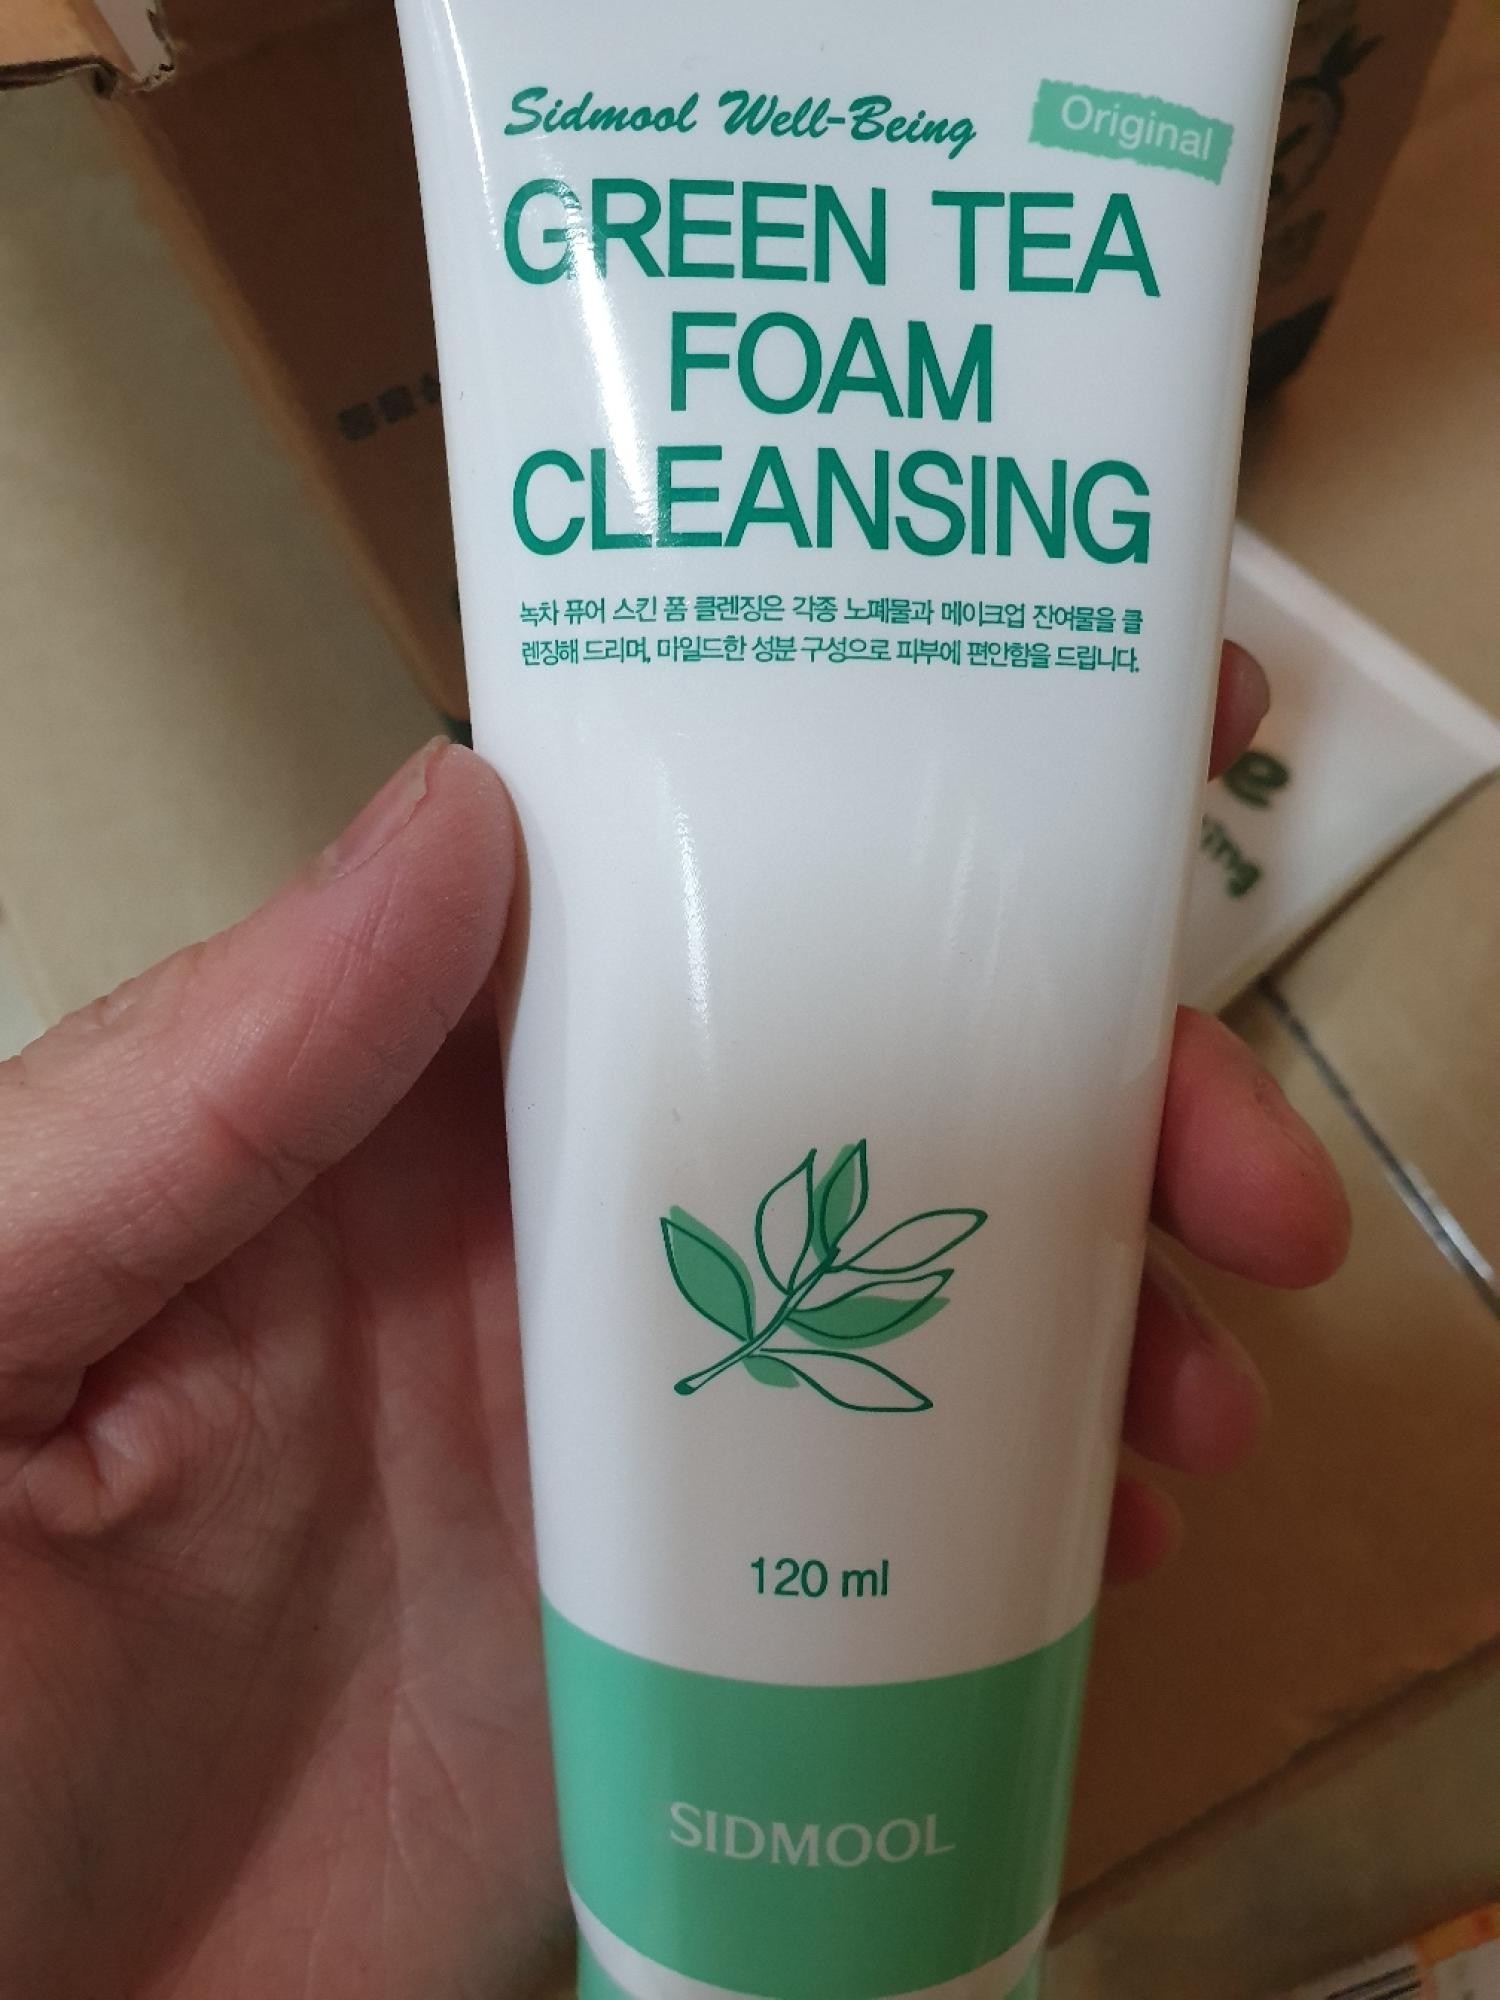 Sidmool Well-Being Original
GREEN TEA
FOAM
CLEANSING
녹차 퓨어 스킨 폼 클렌징은 각종 노폐물과 메이크업 잔여물을 클
렌징해 드리며, 마일드한 성분 구성으로 피부에 편안함을 드립니다.
120 ml
SIDMOOL